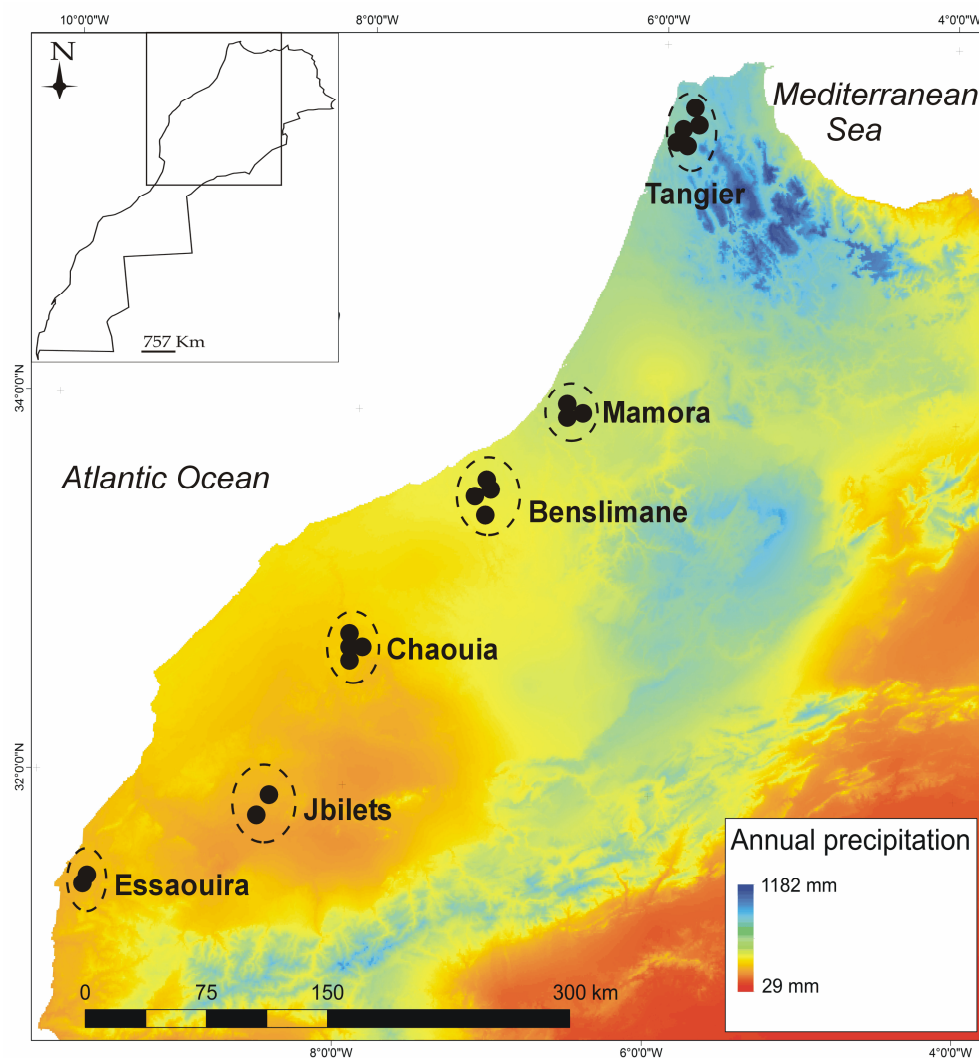 10°0'0"W 8°0'0"W 6°0'0"W 4°0'0"W
N
757 Km
Mediterranean
Sea
Tangier
34°0'0"N
Mamora
Atlantic Ocean
Benslimane
Chaouia
32°0'0"N
Jbilets
Essaouira
Annual precipitation
1182 mm
29 mm
0 75 150 300 km
8°0'0"W 6°0'0"W 4°0'0"W